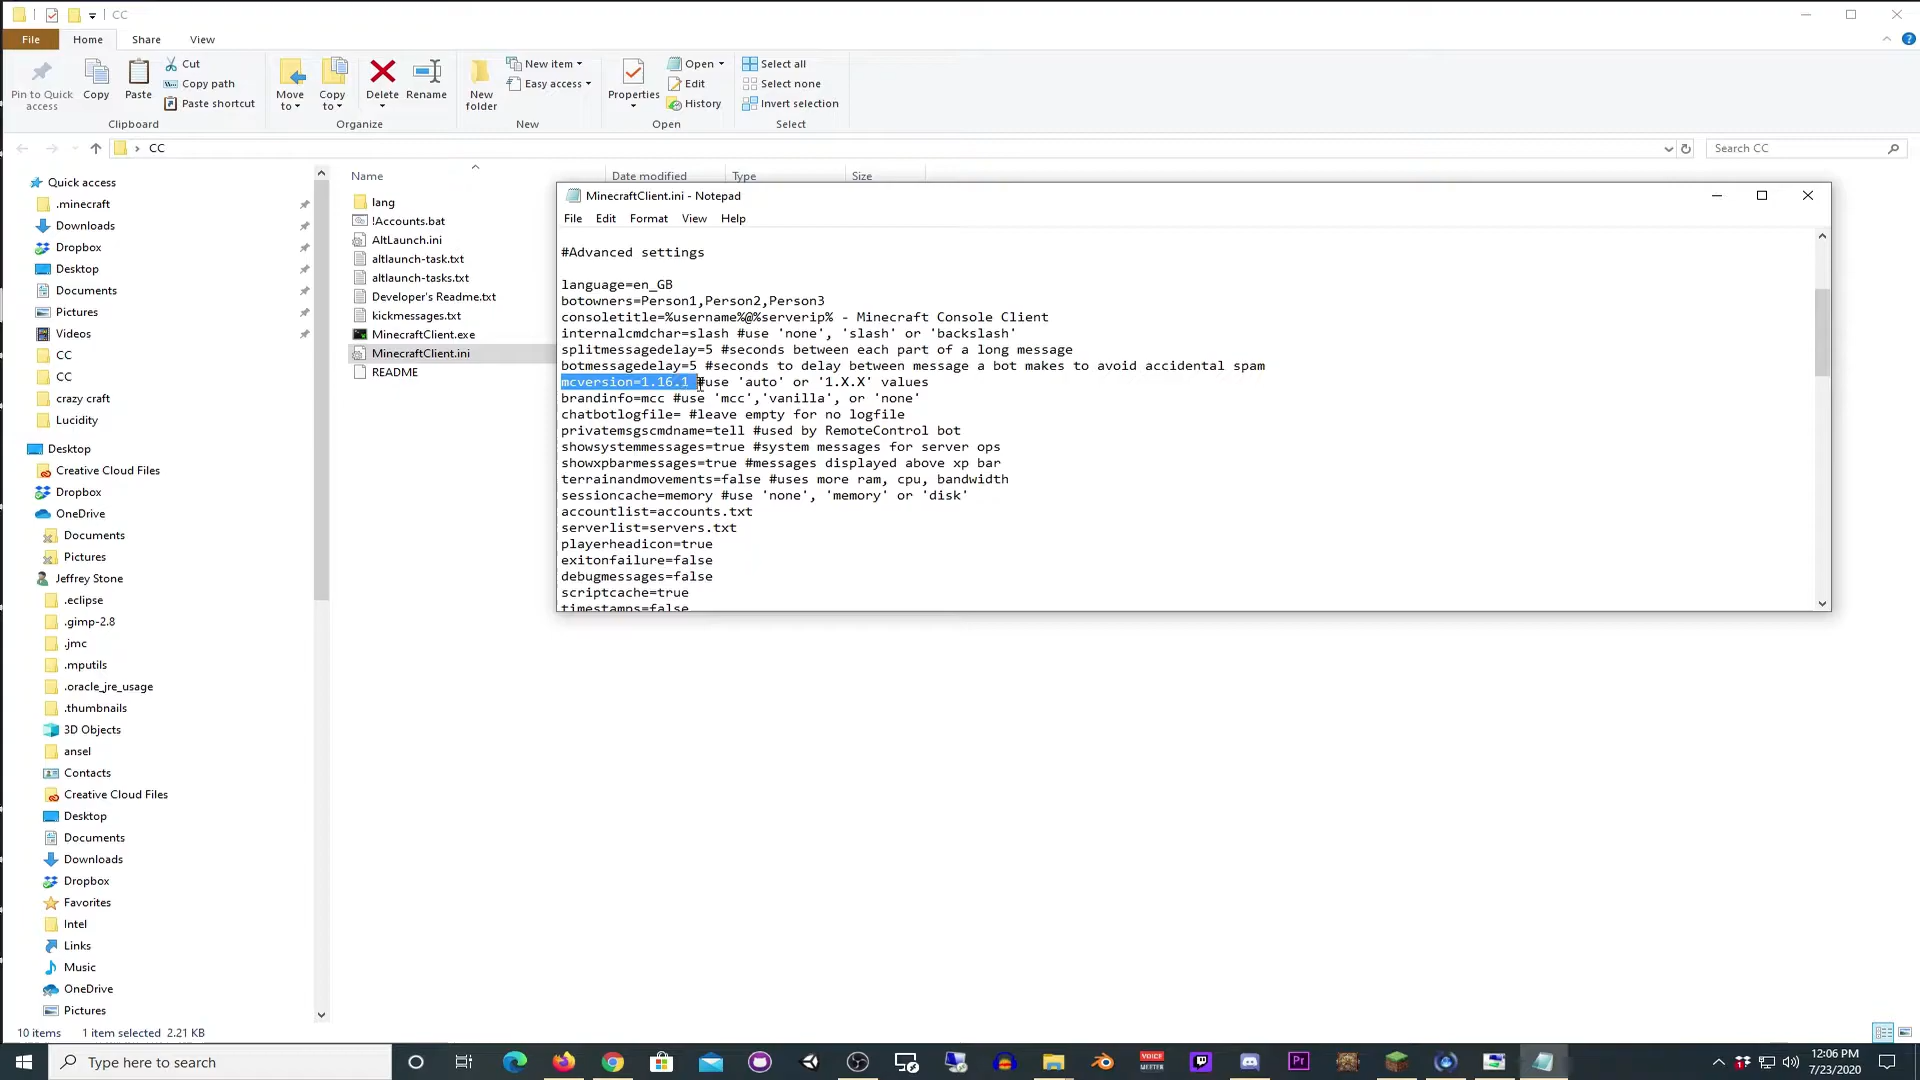 CC
File
Home
Share
View
Pin to Quick access
Copy
Paste
Cut
Copy path
Paste shortcut
Clipboard
Move to
Copy to
Delete
Rename
Organize
New folder
New item
Easy access
New
Properties
Open
Edit
History
Open
Select all
Select none
Invert selection
Select
CC
Search CC
Quick access
.minecraft
Downloads
Dropbox
Desktop
Documents
Pictures
Videos
CC
CC
crazy craft
Lucidity
Desktop
Creative Cloud Files
Dropbox
OneDrive
Documents
Pictures
Jeffrey Stone
.eclipse
.gimp-2.8
.jmc
.mputils
.oracle_jre_usage
.thumbnails
3D Objects
ansel
Contacts
Creative Cloud Files
Desktop
Documents
Downloads
Dropbox
Favorites
Intel
Links
Music
OneDrive
Pictures
Name
Date modified
Type
Size
lang
!Accounts.bat
AltLaunch.ini
altlaunch-task.txt
altlaunch-tasks.txt
Developer's Readme.txt
kickmessages.txt
MinecraftClient.exe
MinecraftClient.ini
README
MinecraftClient.ini - Notepad
File Edit Format View Help
#Advanced settings
language=en_GB
botowners=Person1,Person2,Person3
consoletitle=%username%@%serverip% - Minecraft Console Client
internalcmdchar=slash #use 'none', 'slash' or 'backslash'
splitmessagedelay=5 #seconds between each part of a long message
botmessagedelay=5 #seconds to delay between message a bot makes to avoid accidental spam
mcversion=1.16.1 #use 'auto' or '1.X.X' values
brandinfo=mcc #use 'mcc','vanilla', or 'none'
chatbotlogfile= #leave empty for no logfile
privatemsgscmdname=tell #used by RemoteControl bot
showsystemmessages=true #system messages for server ops
showxpbarmessages=true #messages displayed above xp bar
terrainandmovements=false #uses more ram, cpu, bandwidth
sessioncache=memory #use 'none', 'memory' or 'disk'
accountlist=accounts.txt
serverlist=servers.txt
playerheadicon=true
exitonfailure=false
debugmessages=false
scriptcache=true
timestamps=false
10 items 1 item selected 2.21 KB
Type here to search
VOICE
MEETER
Pr
12:06 PM
7/23/2020